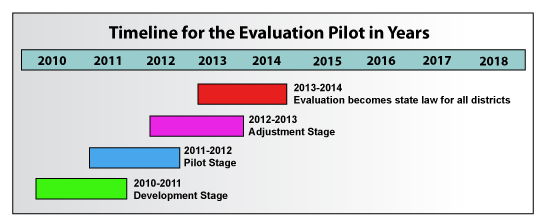 Timeline for the Evaluation Pilot in Years
2010 2011 2012 2013 2014 2015 2016 2017 2018
2013-2014
Evaluation becomes state law for all districts
2012-2013
Adjustment Stage
2011-2012
Pilot Stage
2010-2011
Development Stage